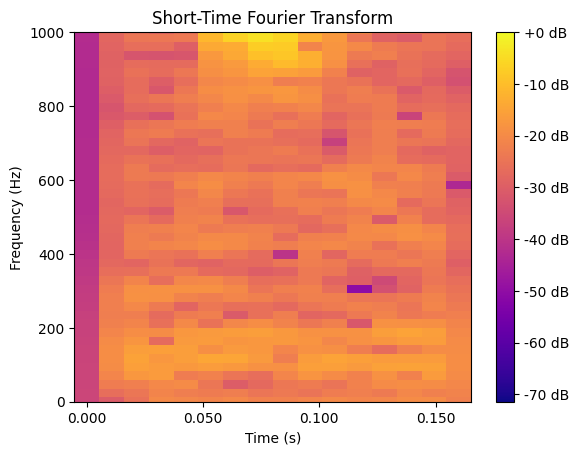 Short-Time Fourier Transform
Frequency (Hz)
1000
800
600
400
200
0
0.000
0.050
0.100
0.150
Time (s)
+0 dB
-10 dB
-20 dB
-30 dB
-40 dB
-50 dB
-60 dB
-70 dB